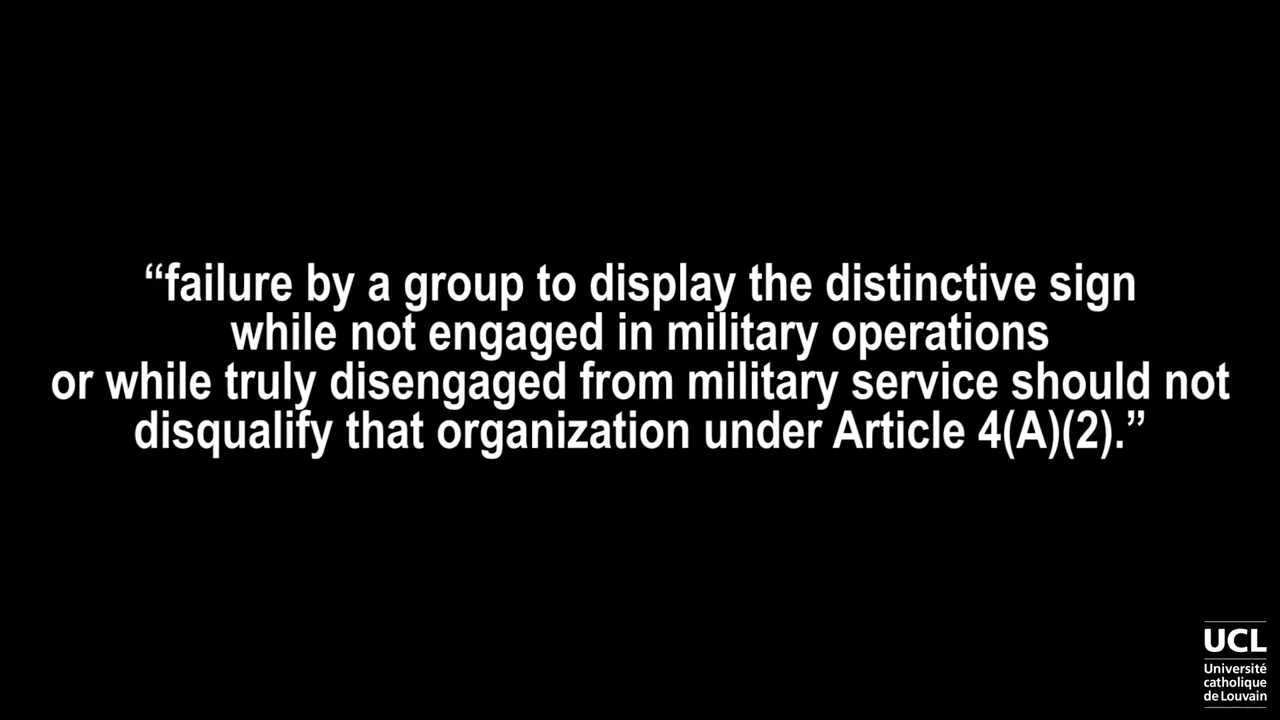 “failure by a group to display the distinctive sign
while not engaged in military operations
or while truly disengaged from military service should not
disqualify that organization under Article 4(A)(2).”
UCL
Université
catholique
de Louvain